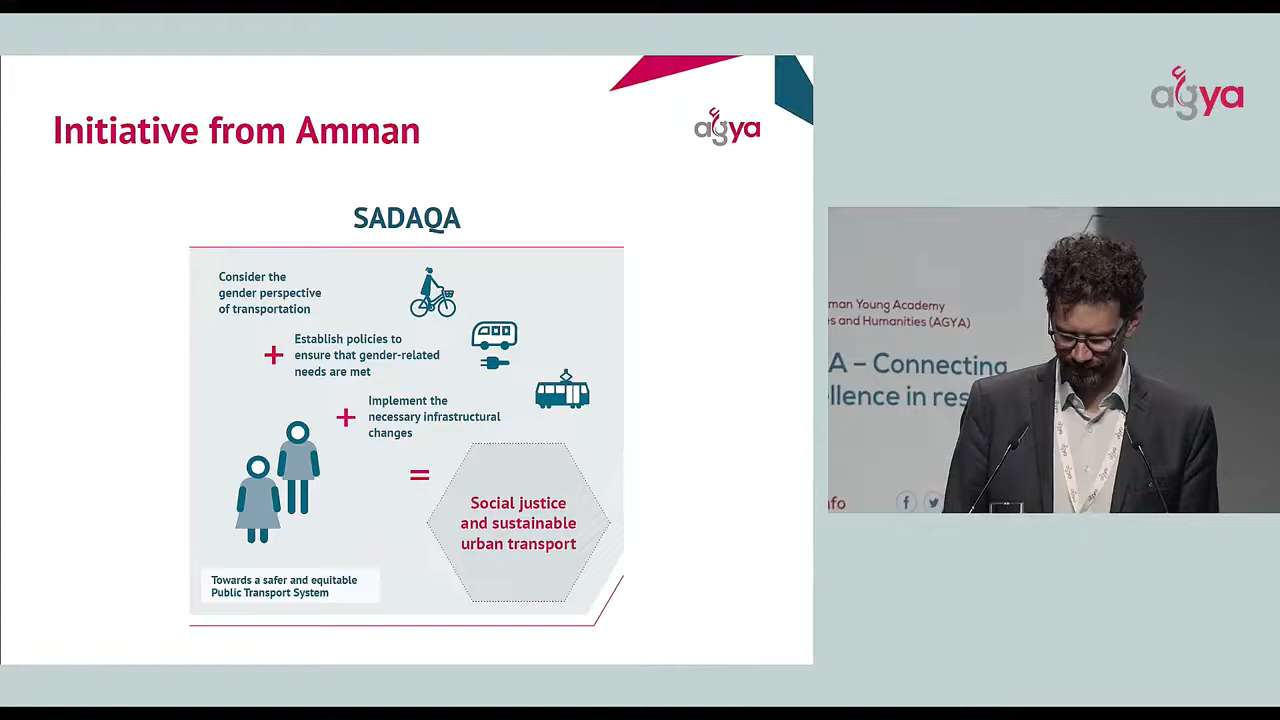 Initiative from Amman
agya
SADAQA
Consider the
gender perspective
of transportation
+ Establish policies to
ensure that gender-related
needs are met
+ Implement the
necessary infrastructural
changes
=
Social justice
and sustainable
urban transport
Towards a safer and equitable
Public Transport System
agya
man Young Academy
es and Humanities (AGYA)
A – Connecting
llence in res
nfo